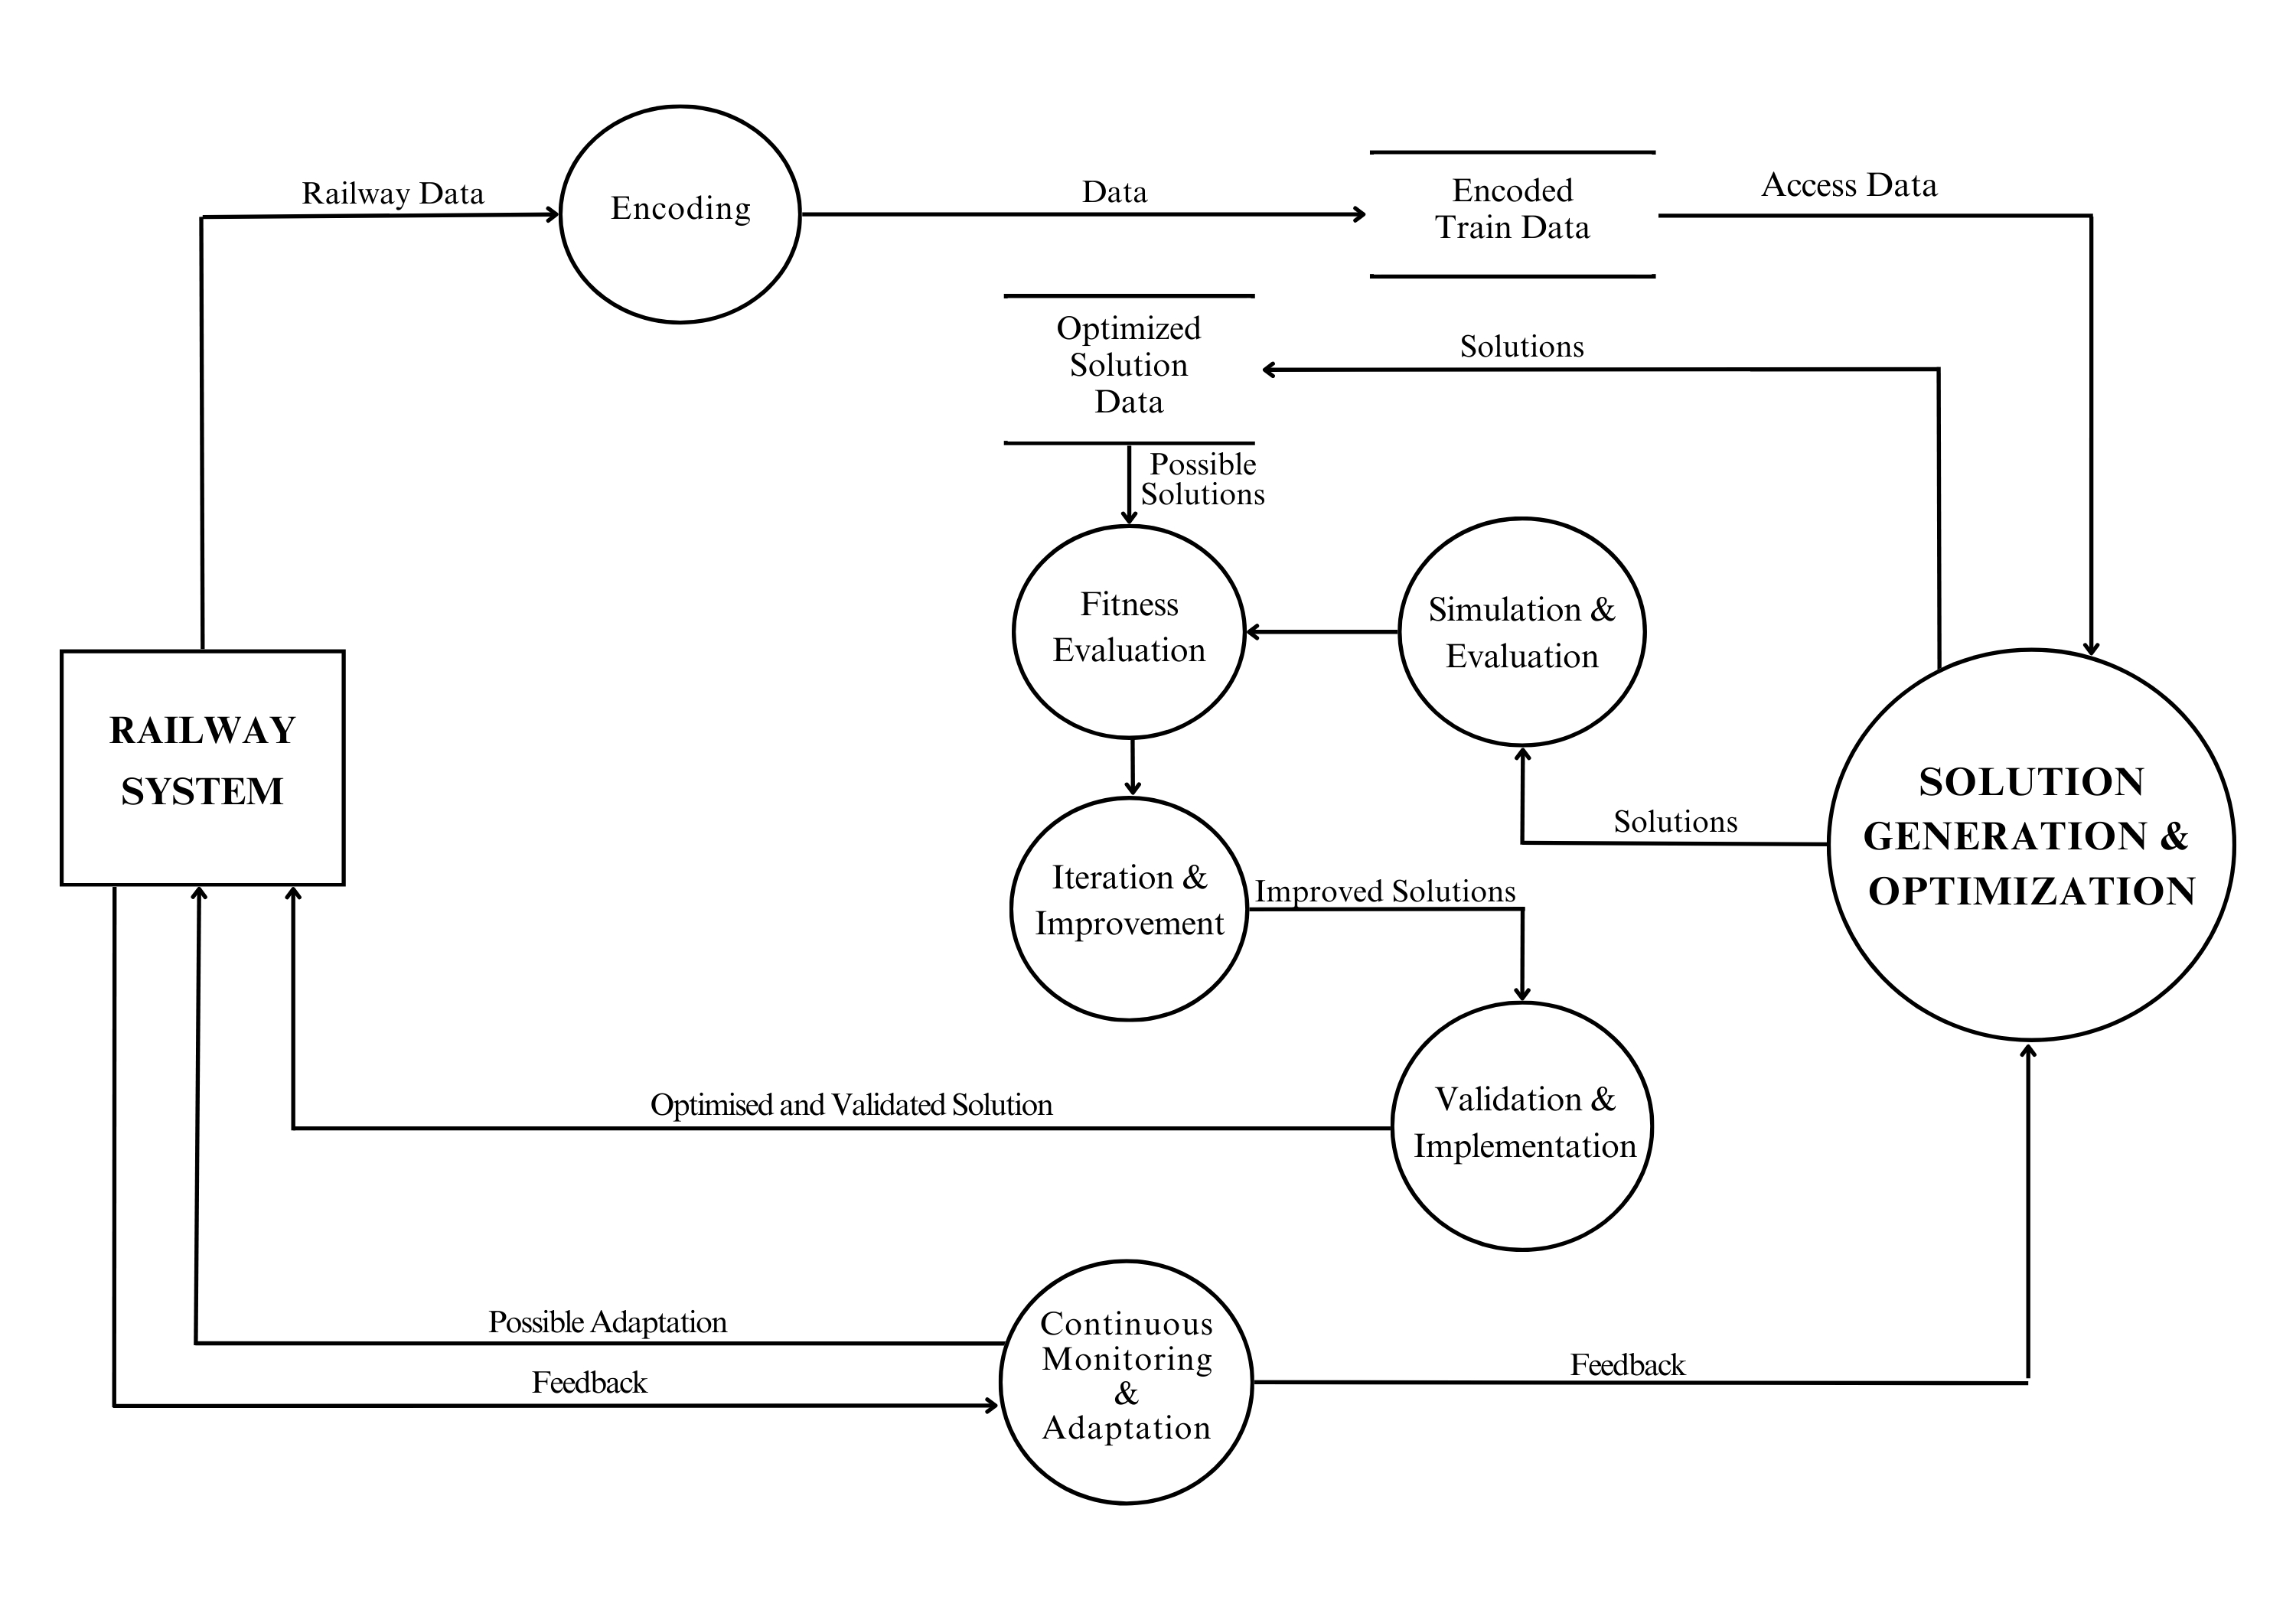 Railway Data
Encoding
Data
Encoded
Train Data
Access Data
Optimized
Solution
Data
Solutions
Possible
Solutions
Fitness
Evaluation
Simulation &
Evaluation
RAILWAY
SYSTEM
SOLUTION
GENERATION &
OPTIMIZATION
Solutions
Iteration &
Improvement
Improved Solutions
Optimised and Validated Solution
Validation &
Implementation
Possible Adaptation
Feedback
Continuous
Monitoring
&
Adaptation
Feedback